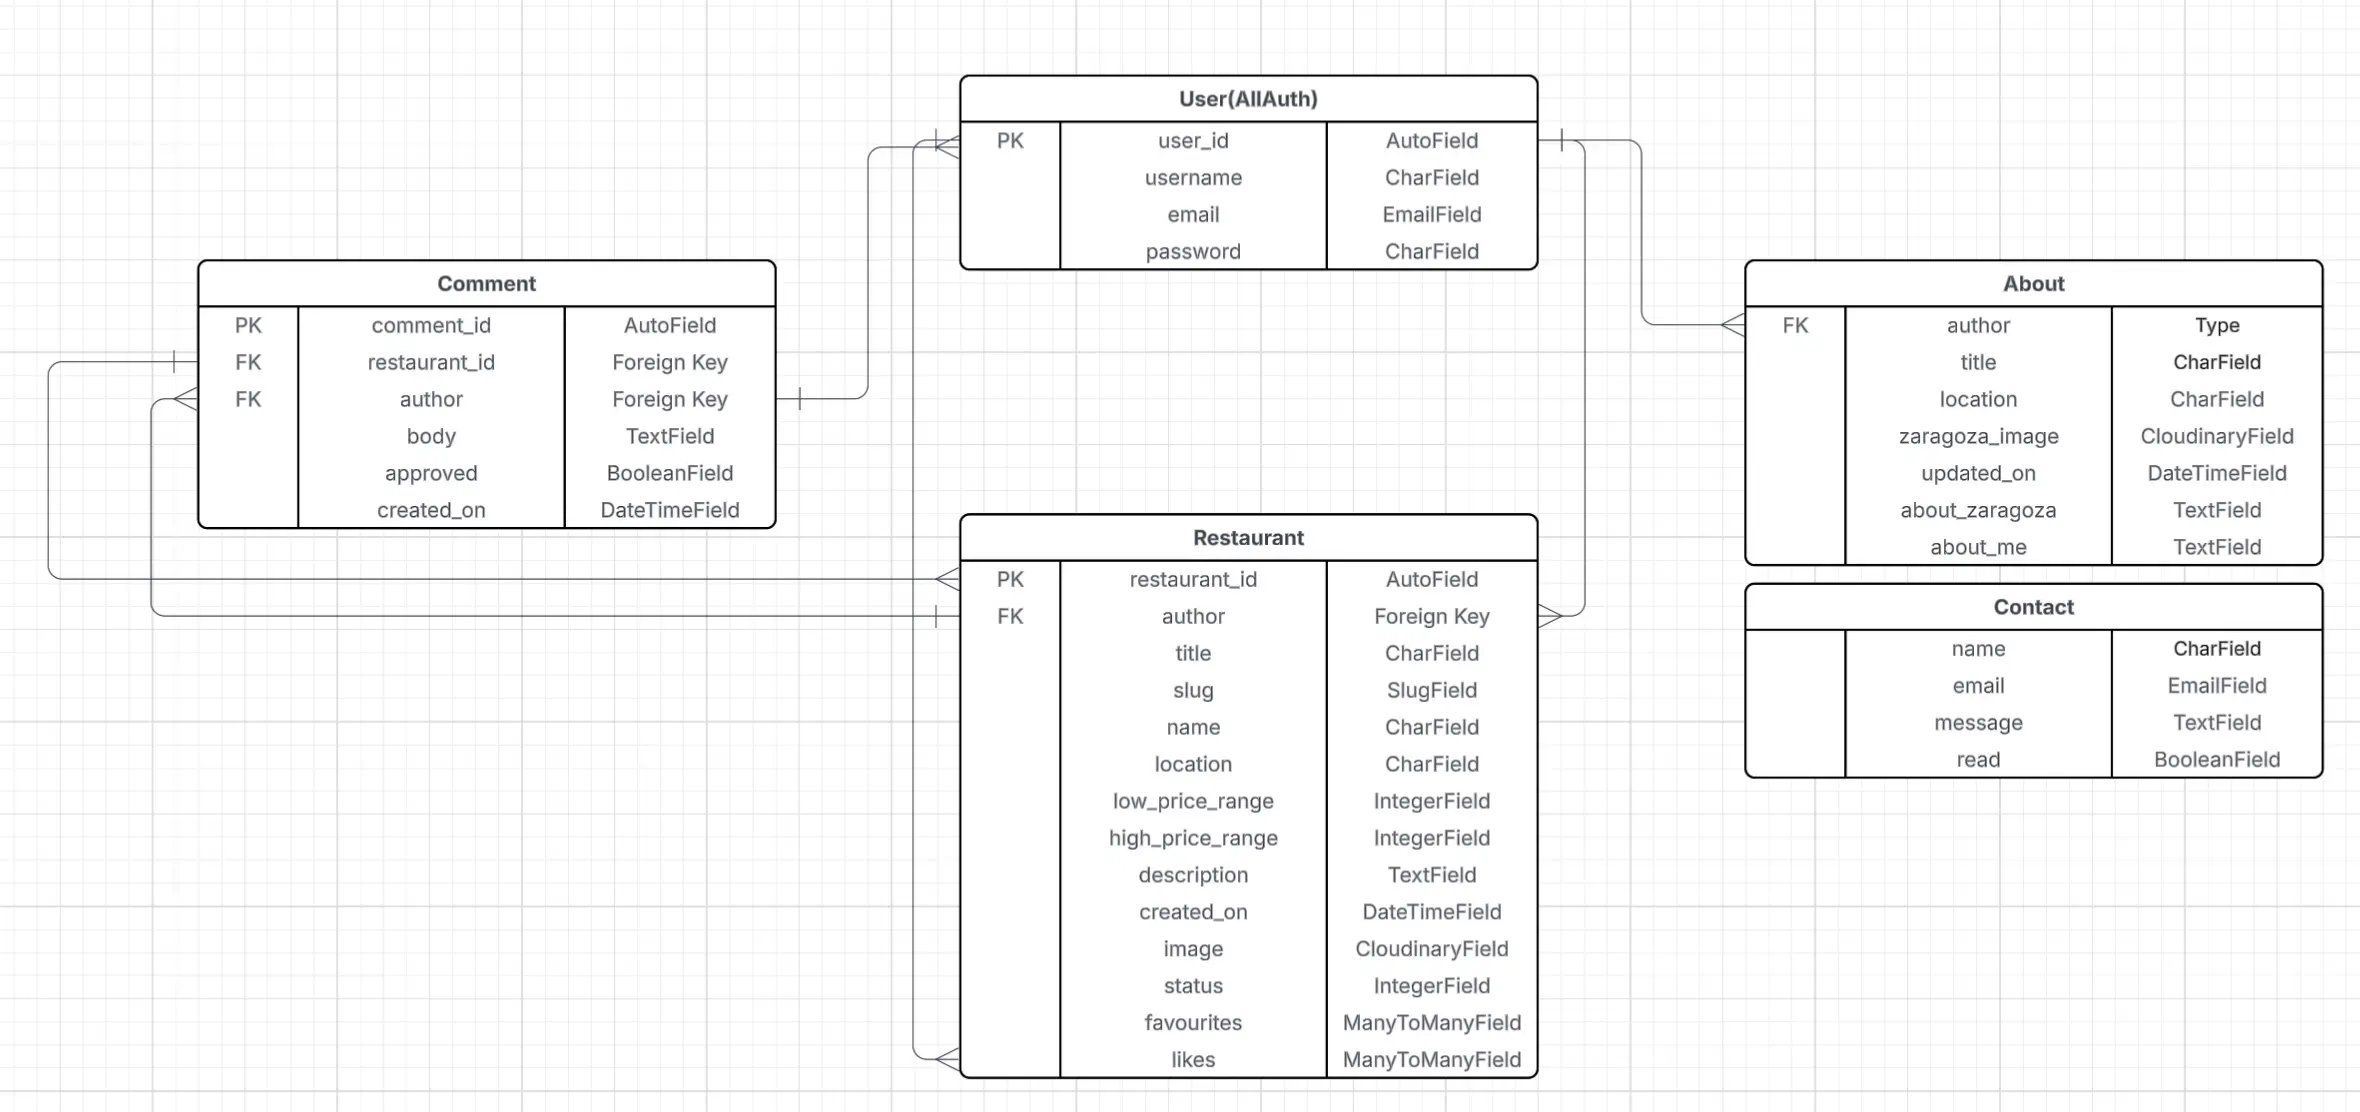 User(AllAuth)
PK user_id AutoField
username CharField
email EmailField
password CharField
Comment
PK comment_id AutoField
FK restaurant_id Foreign Key
FK author Foreign Key
body TextField
approved BooleanField
created_on DateTimeField
About
FK author Type
title CharField
location CharField
zaragoza_image CloudinaryField
updated_on DateTimeField
about_zaragoza TextField
about_me TextField
Restaurant
PK restaurant_id AutoField
FK author Foreign Key
title CharField
slug SlugField
name CharField
location CharField
low_price_range IntegerField
high_price_range IntegerField
description TextField
created_on DateTimeField
image CloudinaryField
status IntegerField
favourites ManyToManyField
likes ManyToManyField
Contact
name CharField
email EmailField
message TextField
read BooleanField